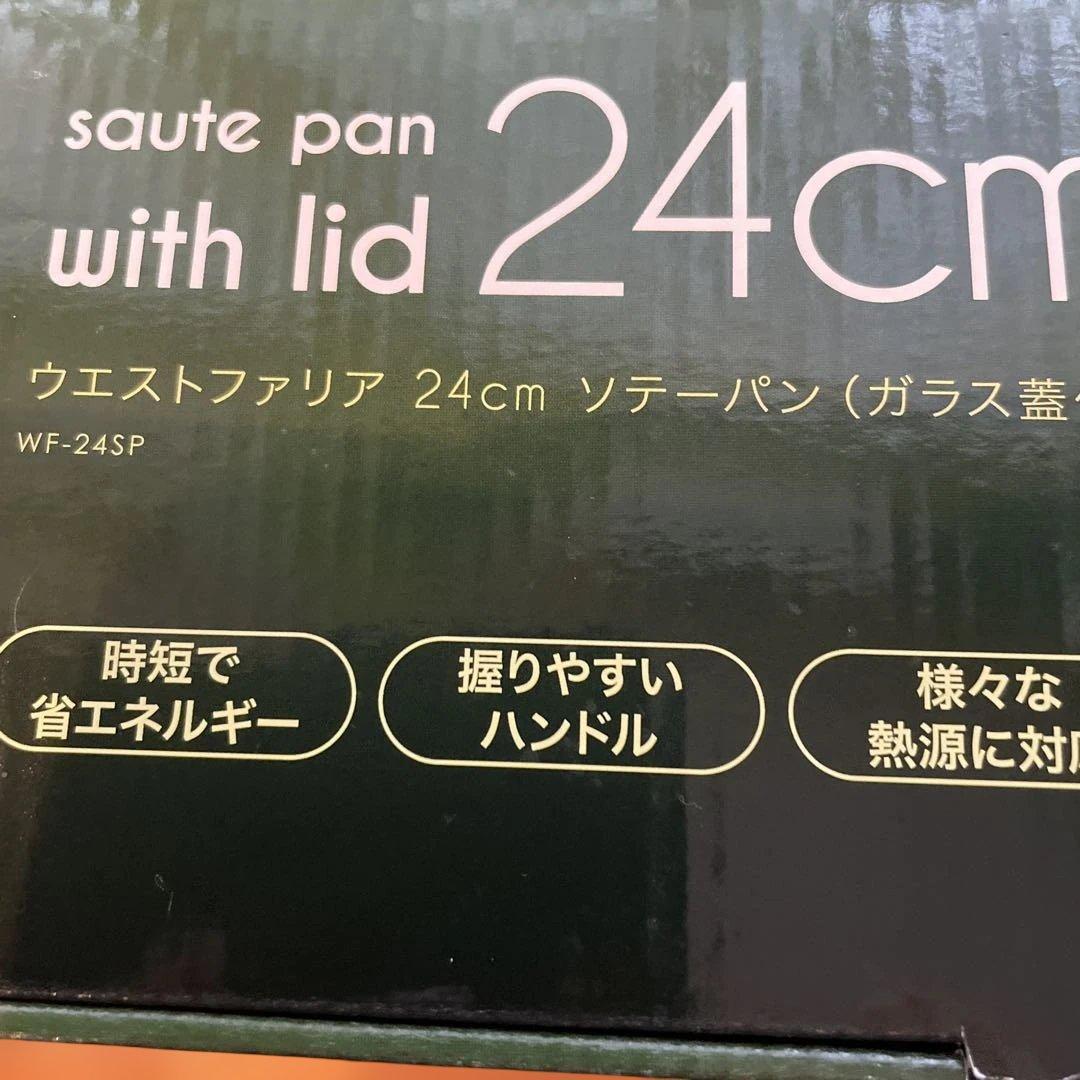 saute pan
with lid
24cm
ウエストファリア 24cm ソテーパン（ガラス蓋
WF-24SP
時短で
省エネルギー
握りやすい
ハンドル
様々な
熱源に対応